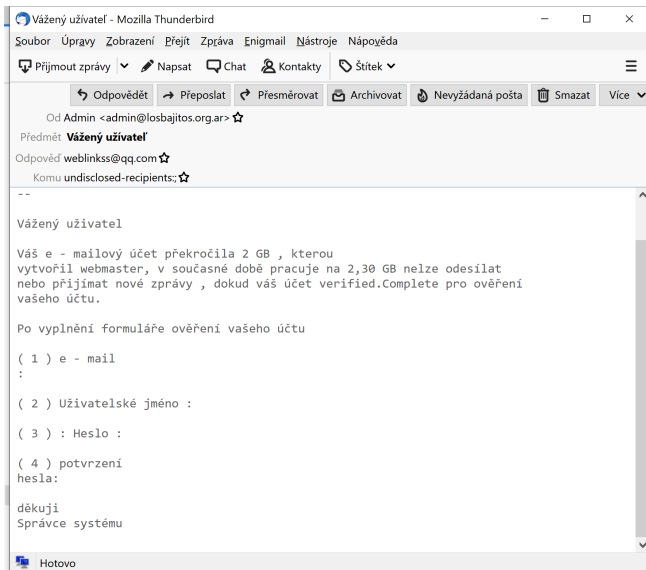 Vážený užívatel - Mozilla Thunderbird
Soubor Úpravy Zobrazení Přejít Zpráva Enigmail Nástroje Nápověda
Přijmout zprávy Napsat Chat Kontakty Štítek
Odpovědět Přeposlat Přesměrovat Archivovat Nevyžádaná pošta Smazat Více
Od Admin <admin@losbajitos.org.ar>
Předmět Vážený užívateľ
Odpověď weblinkss@qq.com
Komu undisclosed-recipients:;
--
Vážený uživatel
Váš e - mailový účet překročila 2 GB , kterou
vytvořil webmaster, v současné době pracuje na 2,30 GB nelze odesílat
nebo přijímat nové zprávy , dokud váš účet verified.Complete pro ověření
vašeho účtu.
Po vyplnění formuláře ověření vašeho účtu
( 1 ) e - mail
:
( 2 ) Uživatelské jméno :
( 3 ) : Heslo :
( 4 ) potvrzení
hesla:
děkuji
Správce systému
Hotovo